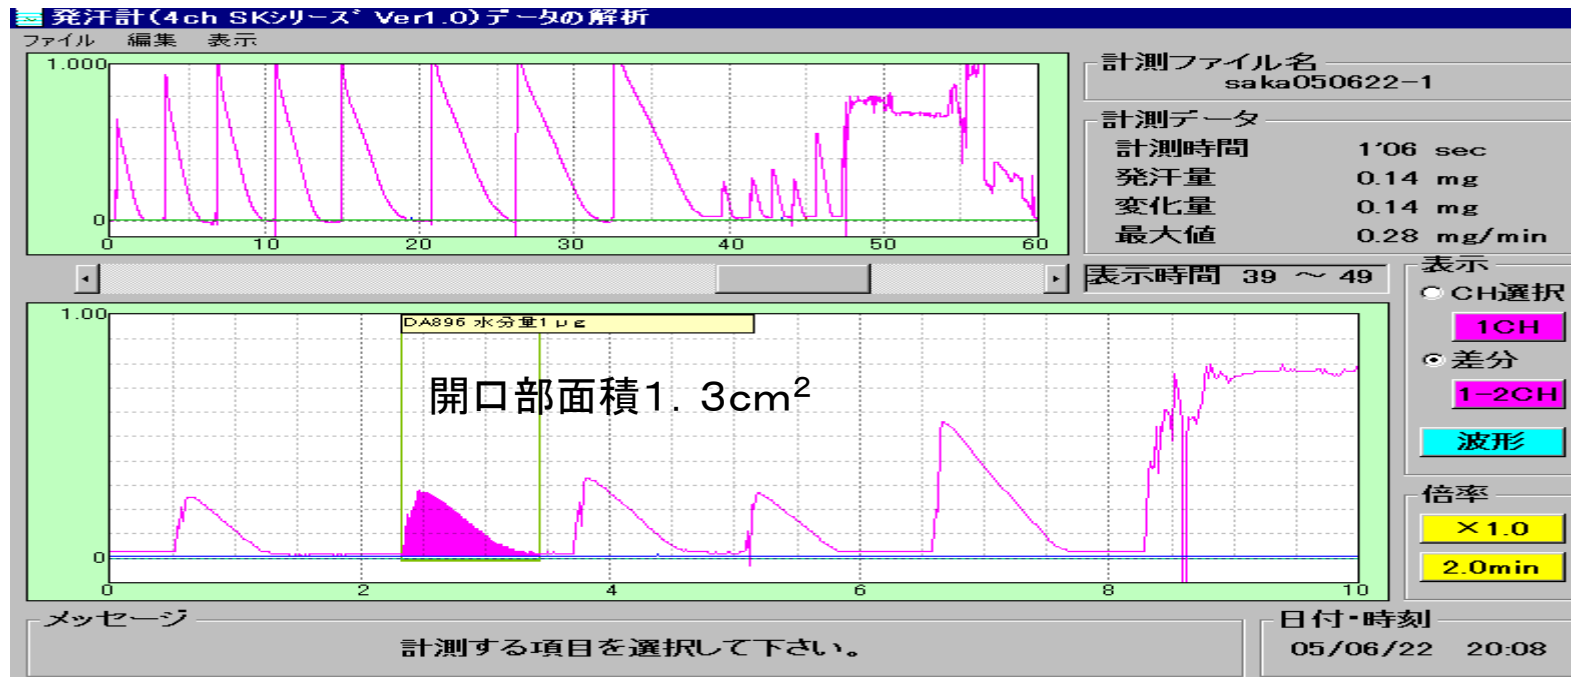 発汗計(4ch SKシリーズ Ver1.0)データの解析
ファイル 編集 表示
1.000
0
0 10 20 30 40 50 60
計測ファイル名
saka050622-1
計測データ
計測時間 1'06 sec
発汗量 0.14 mg
変化量 0.14 mg
最大値 0.28 mg/min
表示時間 39 ～ 49
表示
CH選択
1CH
差分
1-2CH
波形
倍率
×1.0
2.0min
1.00
0
DA896 水分量1μg
開口部面積1．3cm²
0 2 4 6 8 10
メッセージ
計測する項目を選択して下さい。
日付・時刻
05/06/22 20:08